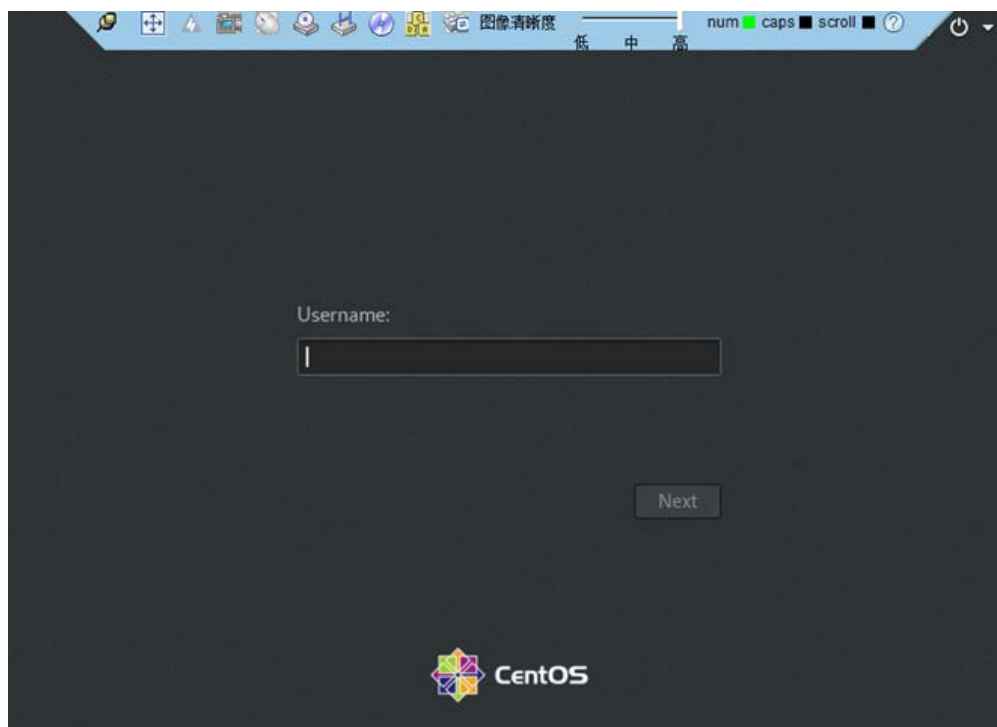 图像清晰度
低 中 高
num caps scroll ?
Username:
Next
CentOS